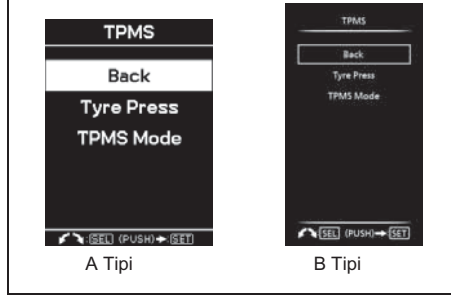 TPMS
Back
Tyre Press
TPMS Mode
:SEL (PUSH)➔:SET
A Tipi
TPMS
Back
Tyre Press
TPMS Mode
SEL (PUSH)➔ SET
B Tipi